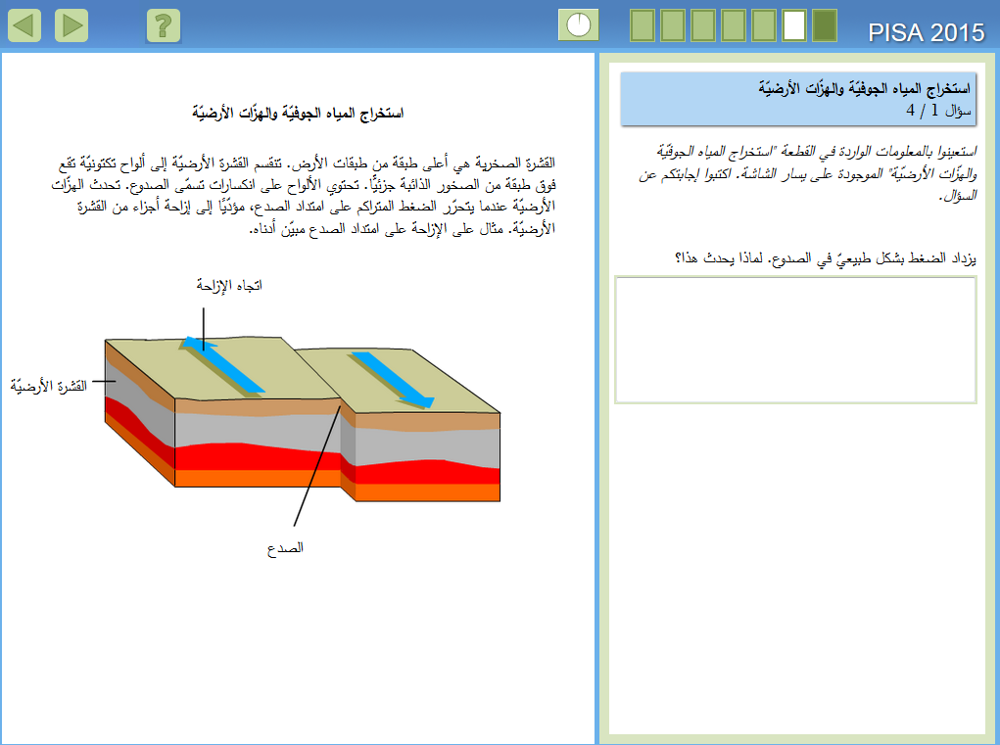 PISA 2015
استخراج المياه الجوفيّة والهزّات الأرضيّة
سؤال 1 / 4
استعينوا بالمعلومات الواردة في القطعة "استخراج المياه الجوفيّة
والهزّات الأرضيّة" الموجودة على يسار الشاشة. اكتبوا إجابتكم عن
السؤال.
يزداد الضغط بشكل طبيعيّ في الصدوع. لماذا يحدث هذا؟
استخراج المياه الجوفيّة والهزّات الأرضيّة
القشرة الصخرية هي أعلى طبقة من طبقات الأرض. تنقسم القشرة الأرضيّة إلى ألواح تكتونيّة تقع
فوق طبقة من الصخور الذائبة جزئيًّا. تحتوي الألواح على انكسارات تسمّى الصدوع. تحدث الهزّات
الأرضيّة عندما يتحرّر الضغط المتراكم على امتداد الصدع، مؤدّيًا إلى إزاحة أجزاء من القشرة
الأرضيّة. مثال على الإزاحة على امتداد الصدع مبيّن أدناه.
اتجاه الإزاحة
القشرة الأرضيّة
الصدع